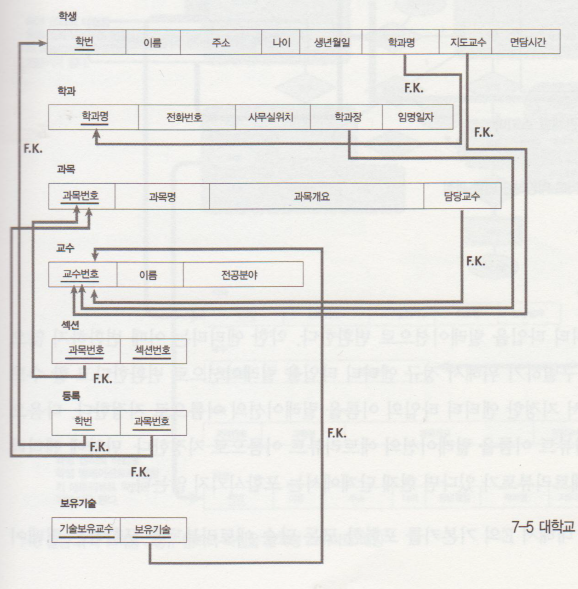 학생
학번 이름 주소 나이 생년월일 학과명 지도교수 면담시간
F.K.
학과
학과명 전화번호 사무실위치 학과장 임명일자
F.K.
F.K.
과목
과목번호 과목명 과목개요 담당교수
교수
F.K.
교수번호 이름 전공분야
섹션
과목번호 섹션번호
F.K.
등록
학번 과목번호
F.K.
F.K.
F.K.
보유기술
기술보유교수 보유기술
7-5 대학교